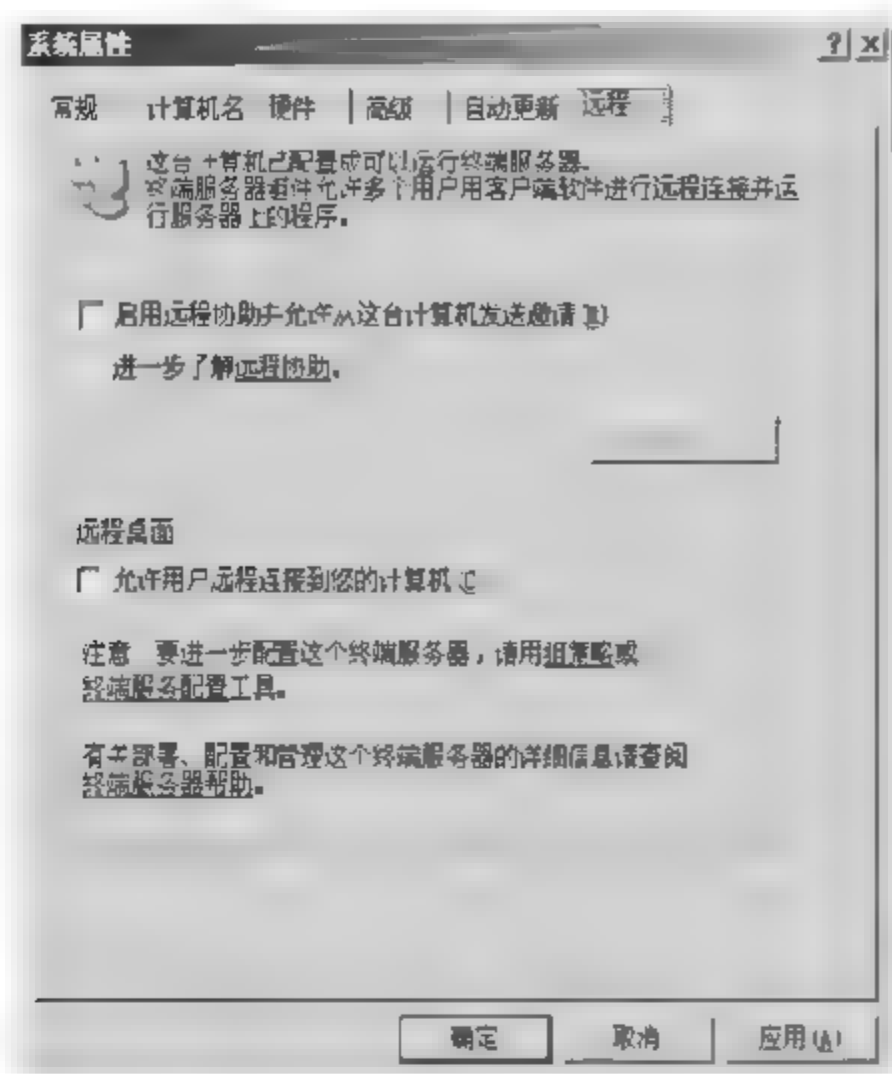 系统属性
常规 计算机名 硬件 高级 自动更新 远程
这台计算机已配置成可以运行终端服务器。
终端服务器组件允许多个用户用客户端软件进行远程连接并运
行服务器上的程序。
启用远程协助并允许从这台计算机发送邀请(R)
进一步了解远程协助。
远程桌面
允许用户远程连接到您的计算机(C
注意 要进一步配置这个终端服务器，请用组策略或
终端服务配置工具。
有关部署、配置和管理这个终端服务器的详细信息请查阅
终端服务器帮助。
确定 取消 应用(A)